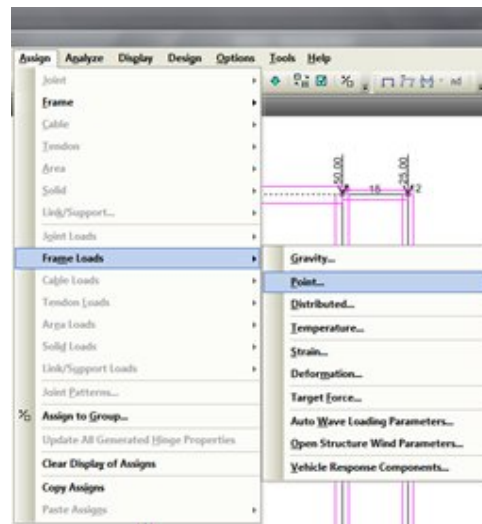 Assign Analyze Display Design Options Tools Help
Joint
Frame
Cable
Tendon
Area
Solid
Link/Support...
Joint Loads
Frame Loads
Cable Loads
Tendon Loads
Area Loads
Solid Loads
Link/Support Loads
Joint Patterns...
Assign to Group...
Update All Generated Hinge Properties
Clear Display of Assigns
Copy Assigns
Paste Assigns
Gravity...
Point...
Distributed...
Temperature...
Strain...
Deformation...
Target Force...
Auto Wave Loading Parameters...
Open Structure Wind Parameters...
Vehicle Response Components...
nd
50.00
25.00
16
2